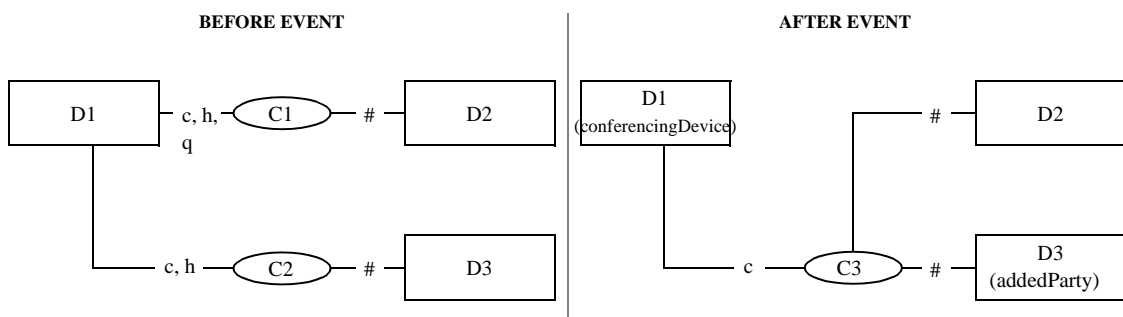 BEFORE EVENT
D1
c, h,
q
C1
#
D2
c, h
C2
#
D3
AFTER EVENT
D1
(conferencingDevice)
#
D2
c
C3
#
D3
(addedParty)